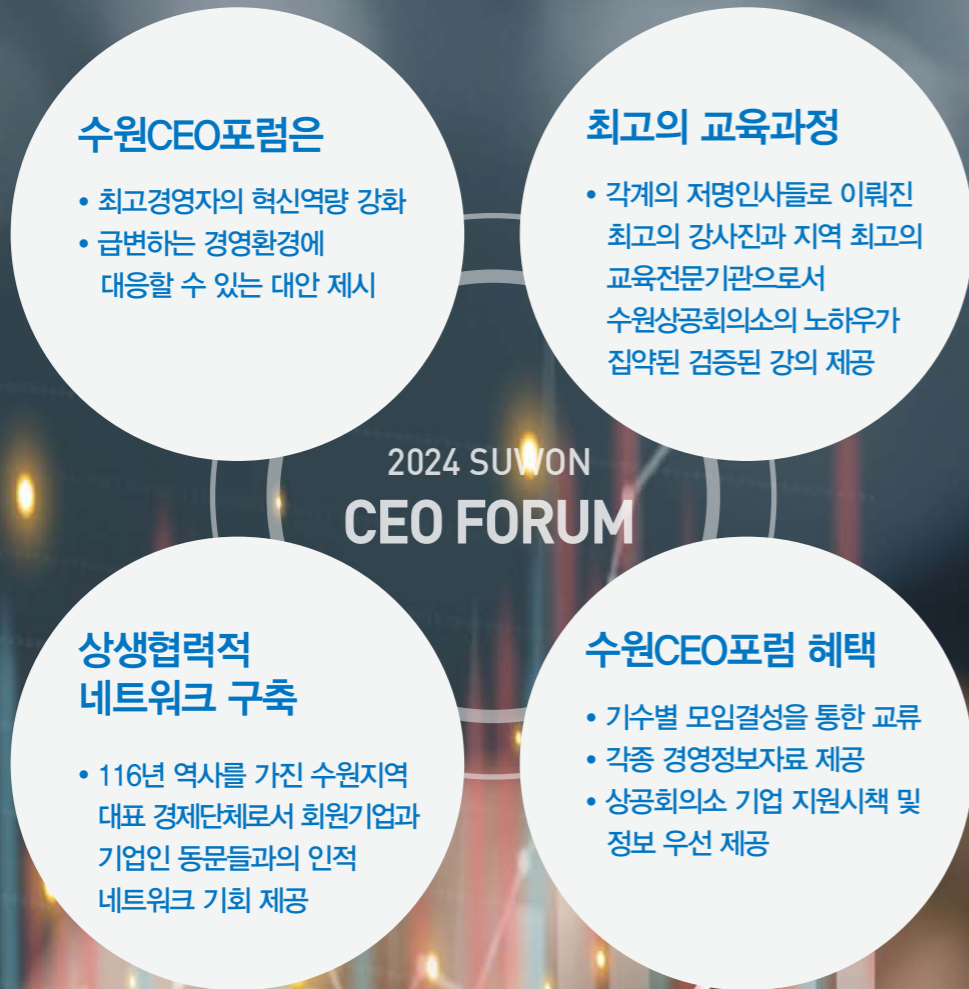 수원CEO포럼은
• 최고경영자의 혁신역량 강화
• 급변하는 경영환경에
대응할 수 있는 대안 제시
최고의 교육과정
• 각계의 저명인사들로 이뤄진
최고의 강사진과 지역 최고의
교육전문기관으로서
수원상공회의소의 노하우가
집약된 검증된 강의 제공
2024 SUWON
CEO FORUM
상생협력적
네트워크 구축
• 116년 역사를 가진 수원지역
대표 경제단체로서 회원기업과
기업인 동문들과의 인적
네트워크 기회 제공
수원CEO포럼 혜택
• 기수별 모임결성을 통한 교류
• 각종 경영정보자료 제공
• 상공회의소 기업 지원시책 및
정보 우선 제공